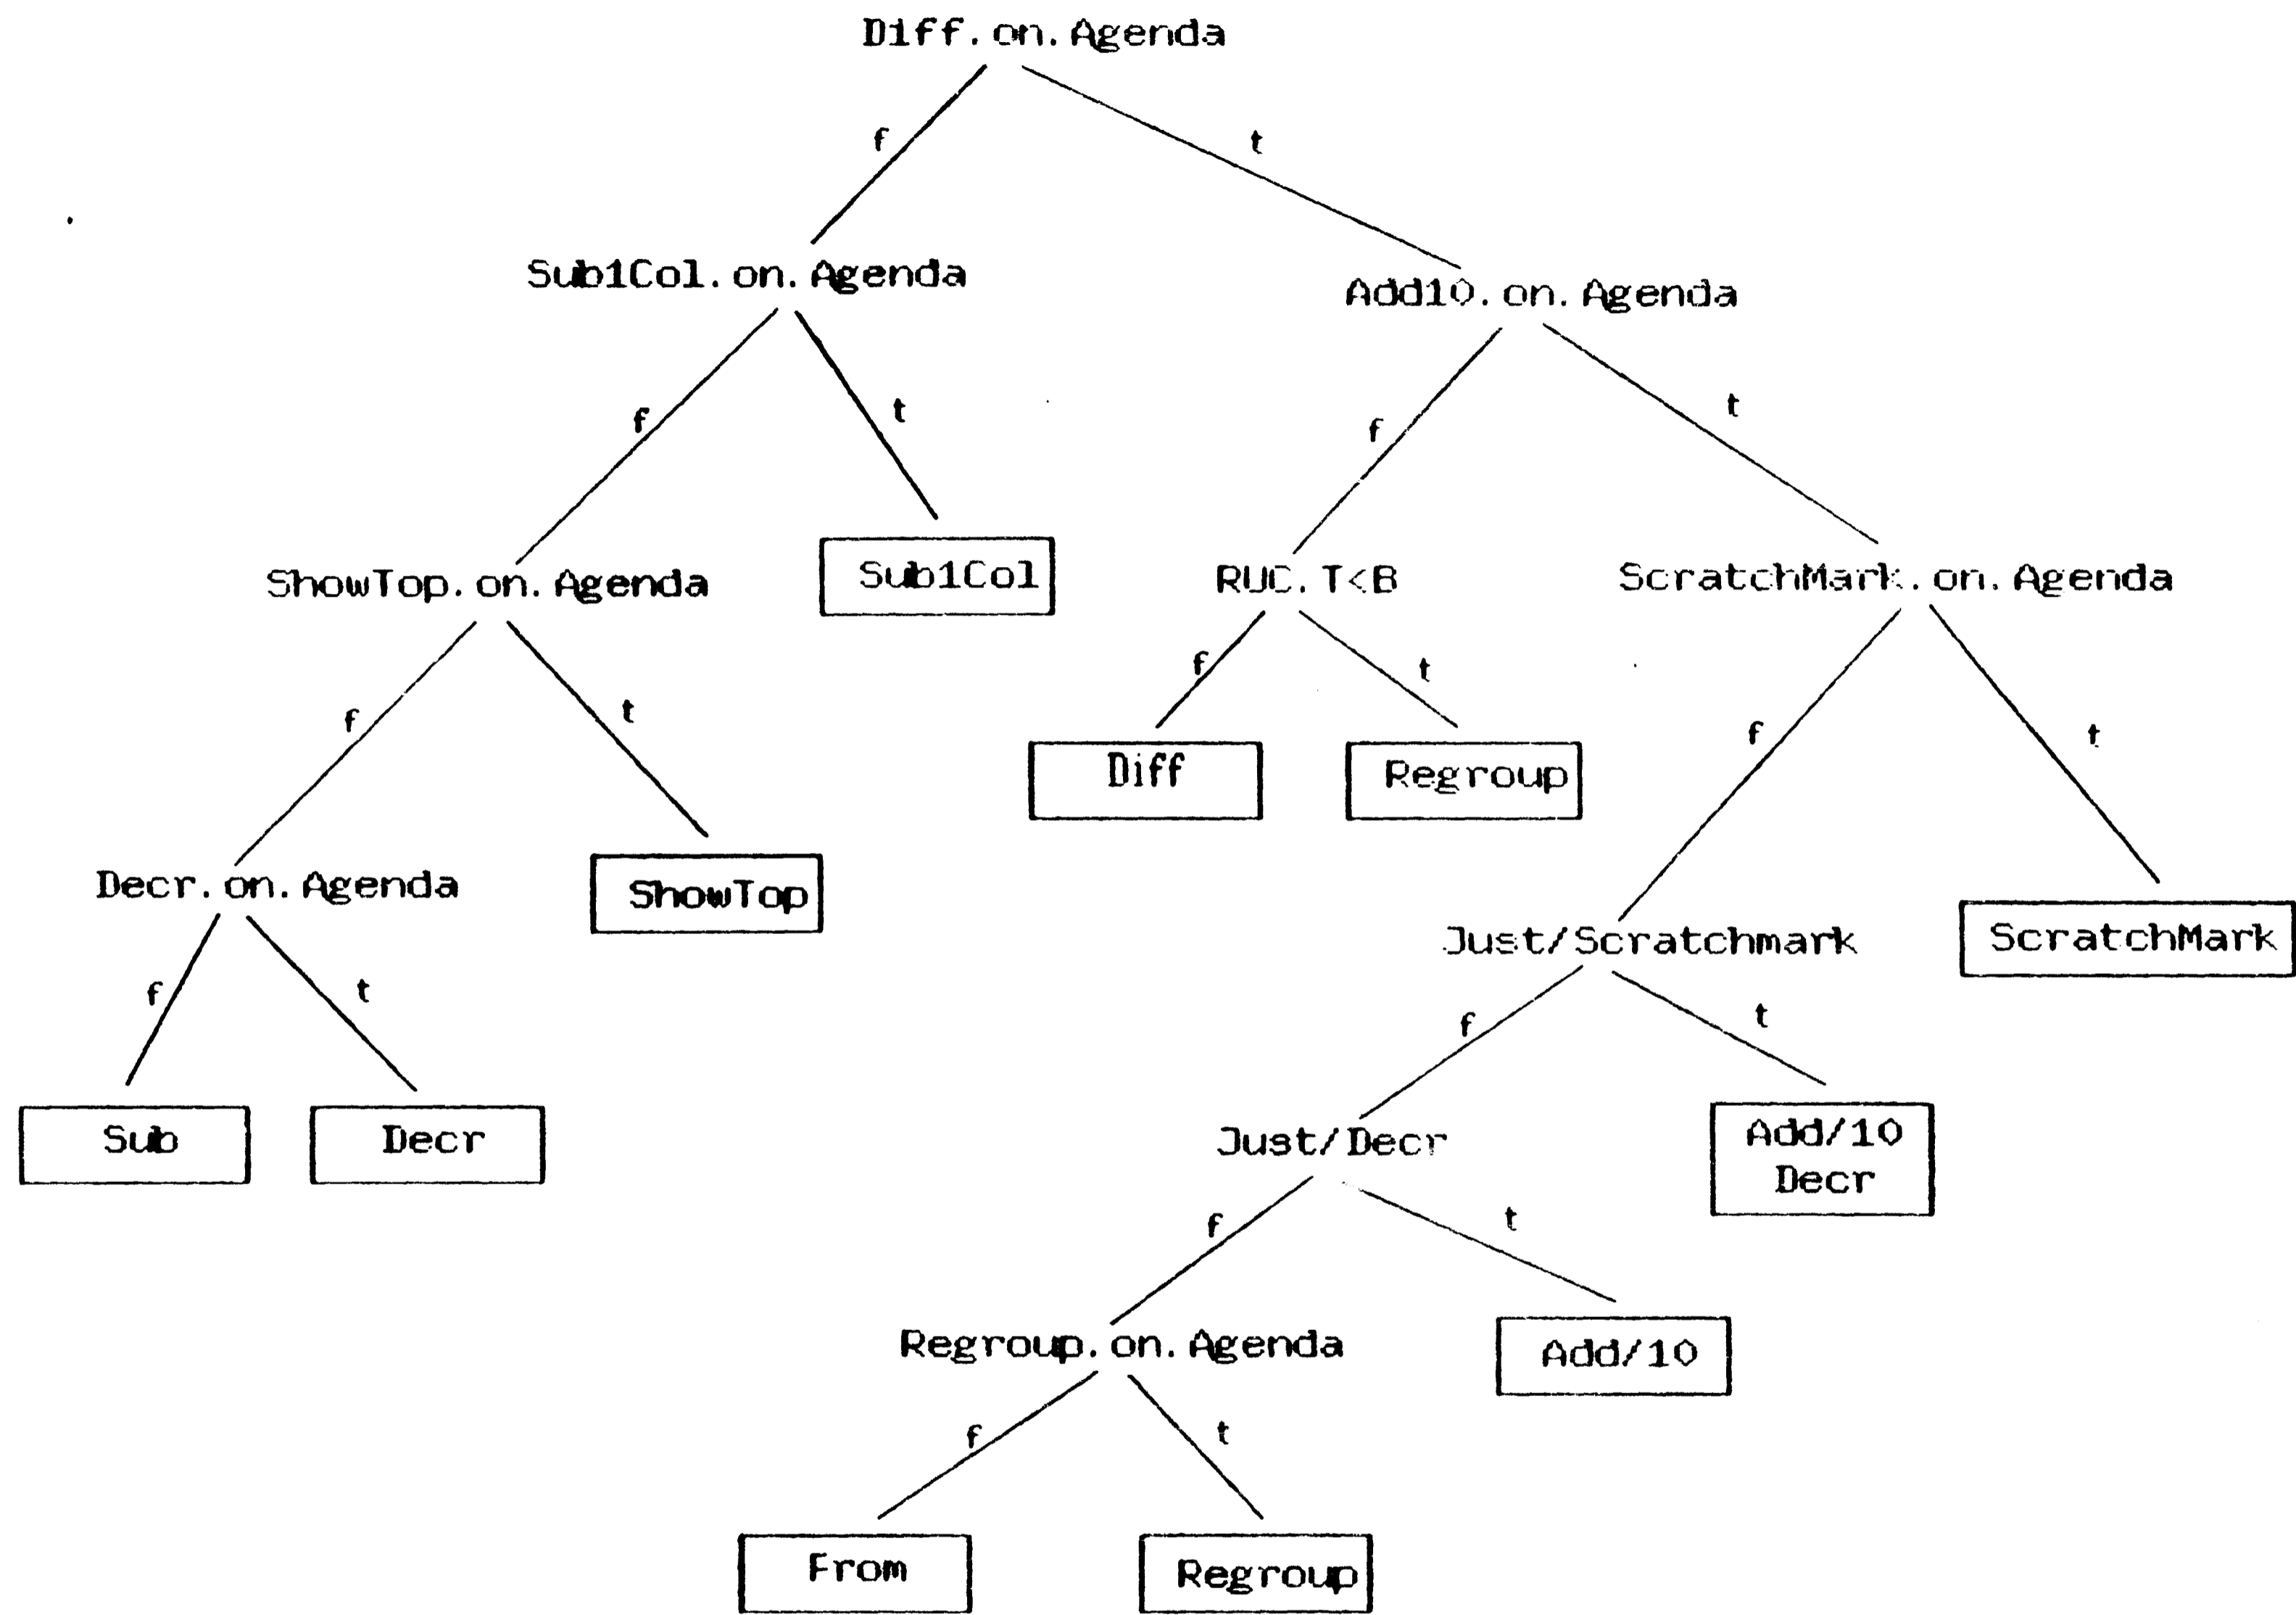 Diff.on.Agenda
f
t
Sub1Col.on.Agenda
Add10.on.Agenda
f
t
f
t
ShowTop.on.Agenda
Sub1Col
RUC.T<B
ScratchMark.on.Agenda
f
t
f
t
f
t
Diff
Regroup
Decr.on.Agenda
ShowTop
Just/Scratchmark
ScratchMark
f
t
f
t
Sub
Decr
Just/Decr
Add/10
Decr
f
t
Regroup.on.Agenda
Add/10
f
t
From
Regroup